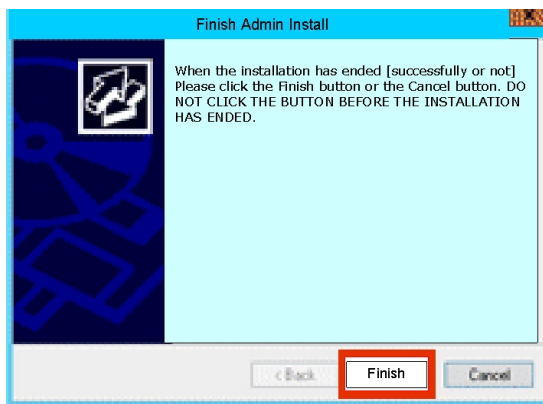 Finish Admin Install
When the installation has ended [successfully or not]
Please click the Finish button or the Cancel button. DO
NOT CLICK THE BUTTON BEFORE THE INSTALLATION
HAS ENDED.
< Back Finish Cancel